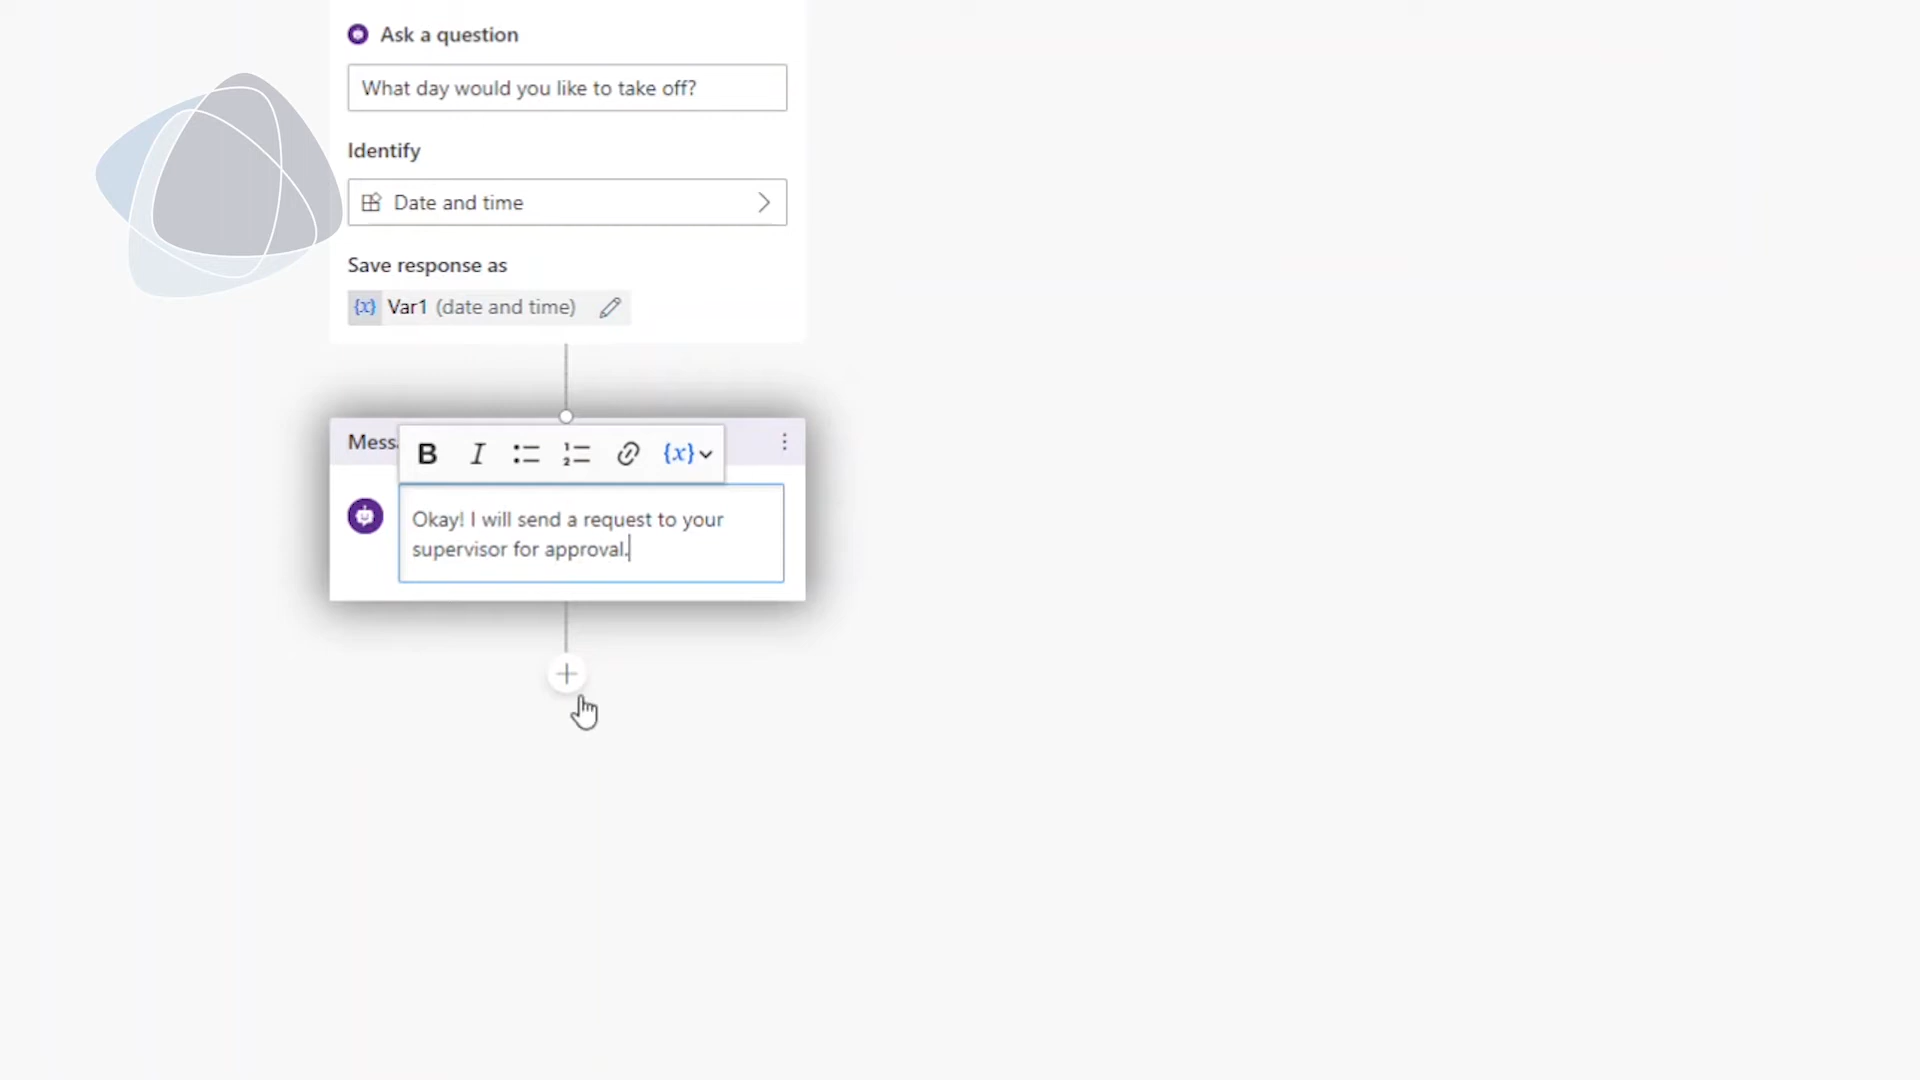 Ask a question
What day would you like to take off?
Identify
Date and time
Save response as
{x} Var1 (date and time)
Mess
B I {x}
Okay! I will send a request to your
supervisor for approval.